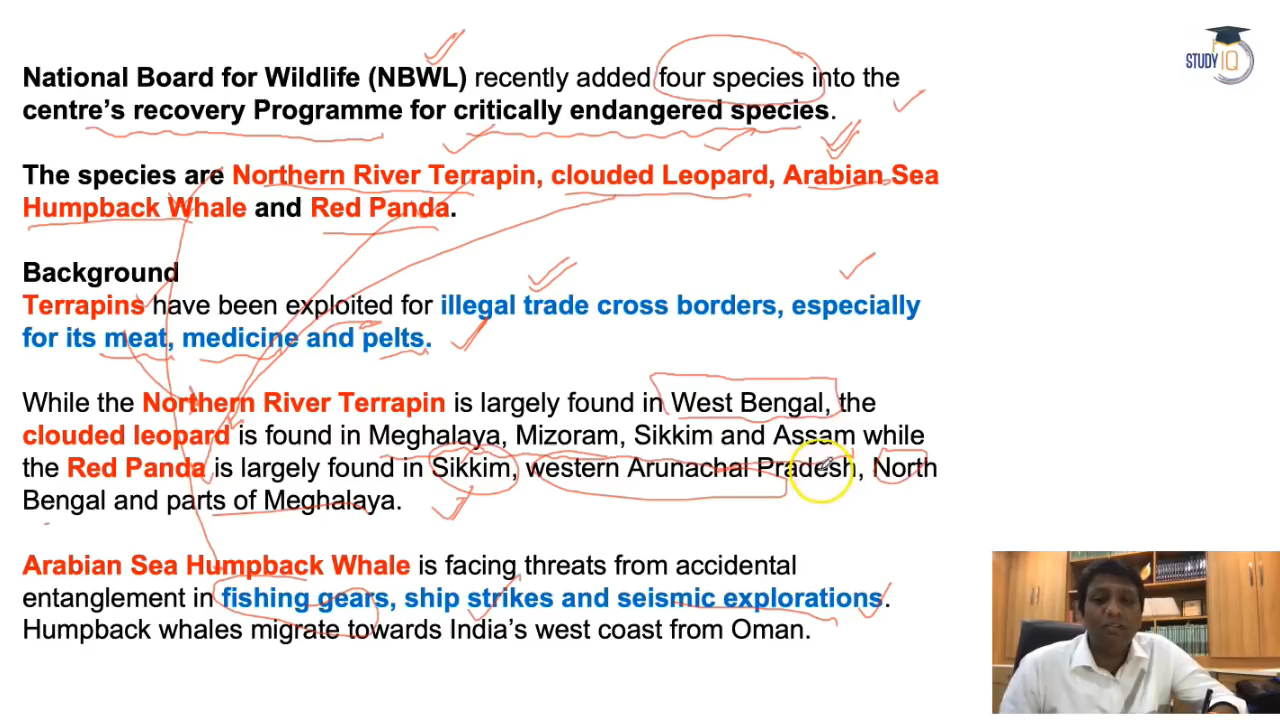 STUDY IQ
National Board for Wildlife (NBWL) recently added four species into the
centre's recovery Programme for critically endangered species.
The species are Northern River Terrapin, clouded Leopard, Arabian Sea
Humpback Whale and Red Panda.
Background
Terrapins have been exploited for illegal trade cross borders, especially
for its meat, medicine and pelts.
While the Northern River Terrapin is largely found in West Bengal, the
clouded leopard is found in Meghalaya, Mizoram, Sikkim and Assam while
the Red Panda is largely found in Sikkim, western Arunachal Pradesh, North
Bengal and parts of Meghalaya.
Arabian Sea Humpback Whale is facing threats from accidental
entanglement in fishing gears, ship strikes and seismic explorations.
Humpback whales migrate towards India's west coast from Oman.